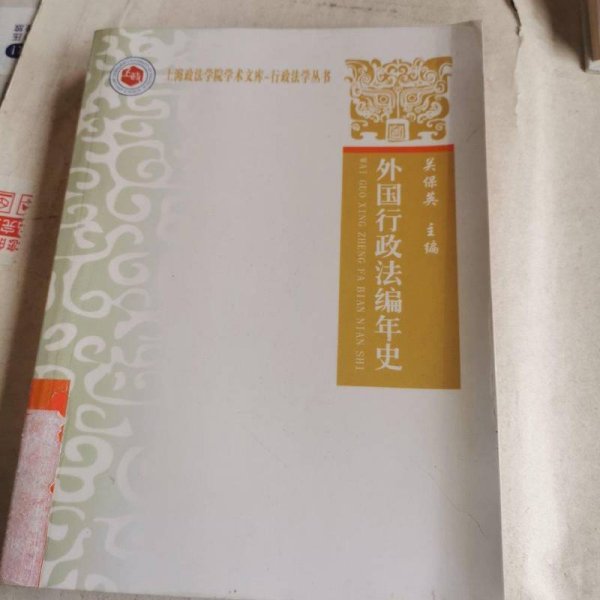 上海政法学院学术文库·行政法学丛书
关保英 主编
外国行政法编年史
WAI GUO XING ZHENG FA BIAN NIAN SHI